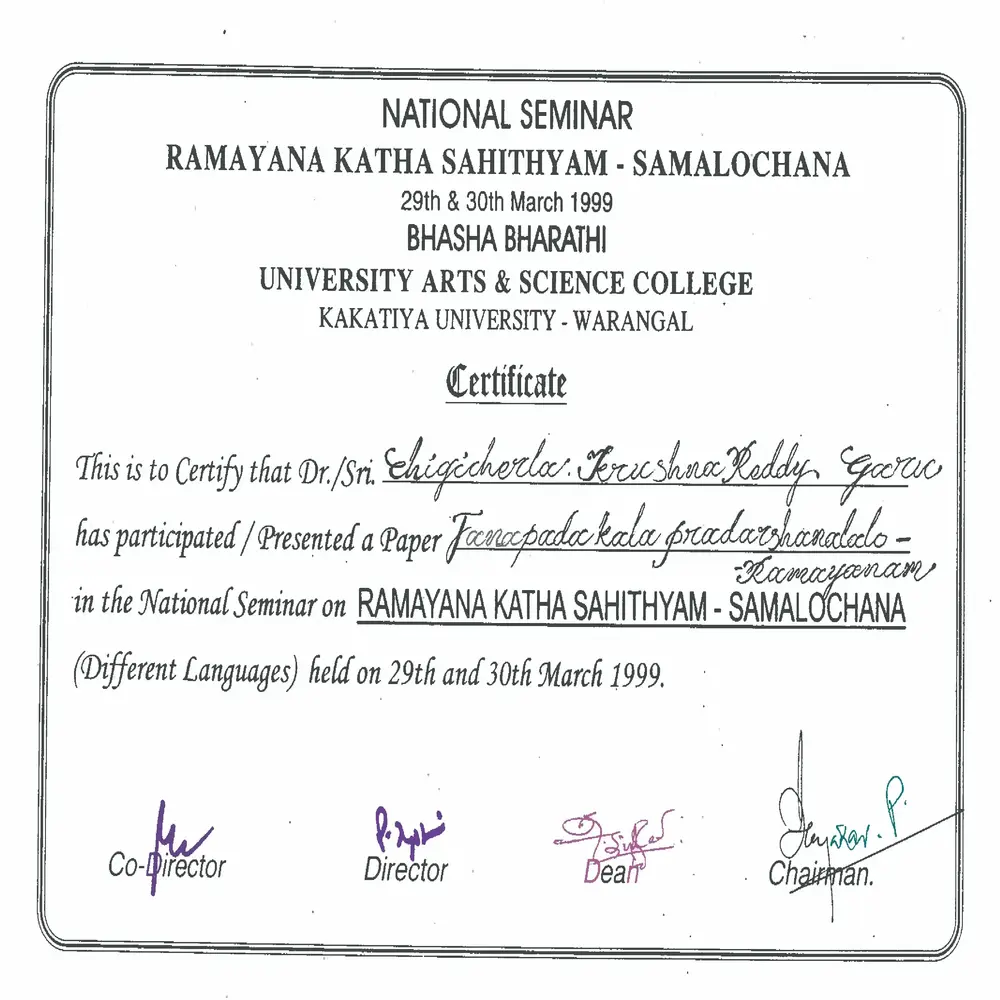 NATIONAL SEMINAR
RAMAYANA KATHA SAHITHYAM - SAMALOCHANA
29th & 30th March 1999
BHASHA BHARATHI
UNIVERSITY ARTS & SCIENCE COLLEGE
KAKATIYA UNIVERSITY - WARANGAL
Certificate
This is to Certify that Dr./Sri. Chigicherla. Krushna Reddy Garu
has participated / Presented a Paper Janapada kala pradarshanalalo -
- Ramayanam
in the National Seminar on RAMAYANA KATHA SAHITHYAM - SAMALOCHANA
(Different Languages) held on 29th and 30th March 1999.
Co-Director Director Dean Chairman.